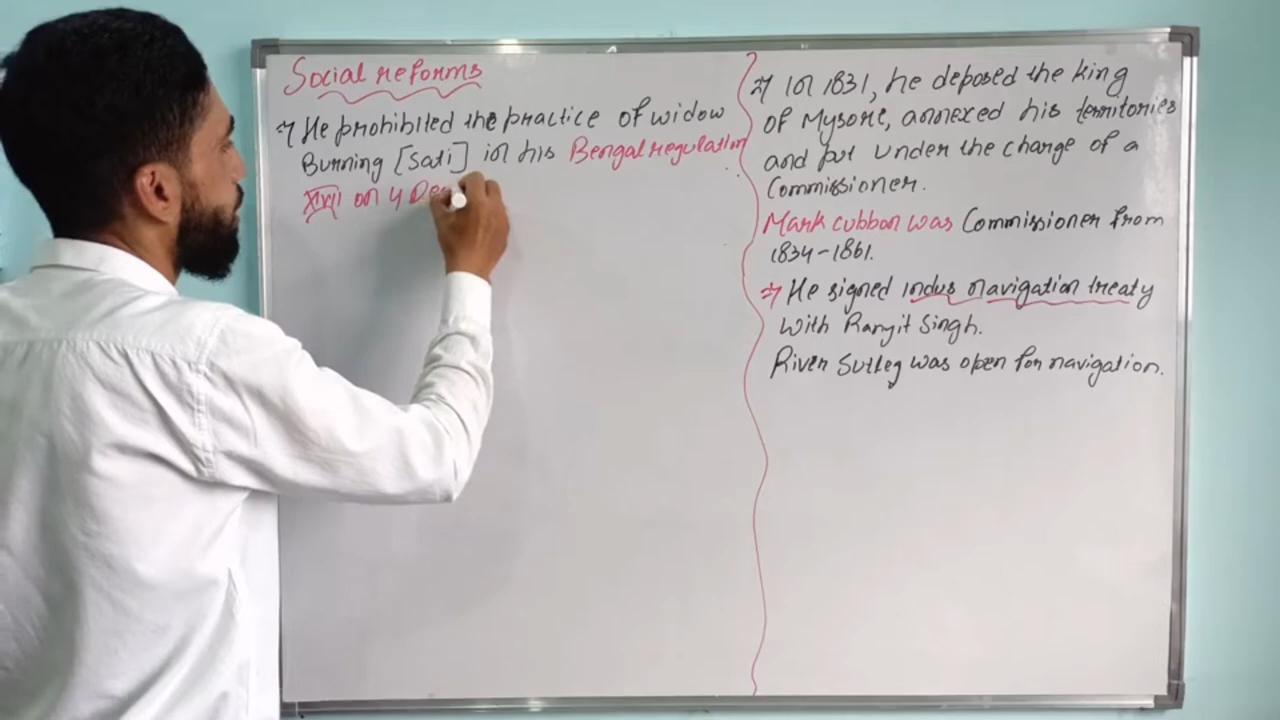 Social reforms
⇒ He prohibited the practice of widow
Burning [Sati] in his Bengal regulation
XVII on 4 Dec
⇒ In 1831, he deposed the king
of Mysore, annexed his territories
and put under the charge of a
Commissioner.
Mark cubbon was Commissioner from
1834-1861.
⇒ He signed indus navigation treaty
with Ranjit Singh.
River Sutleg was open for navigation.